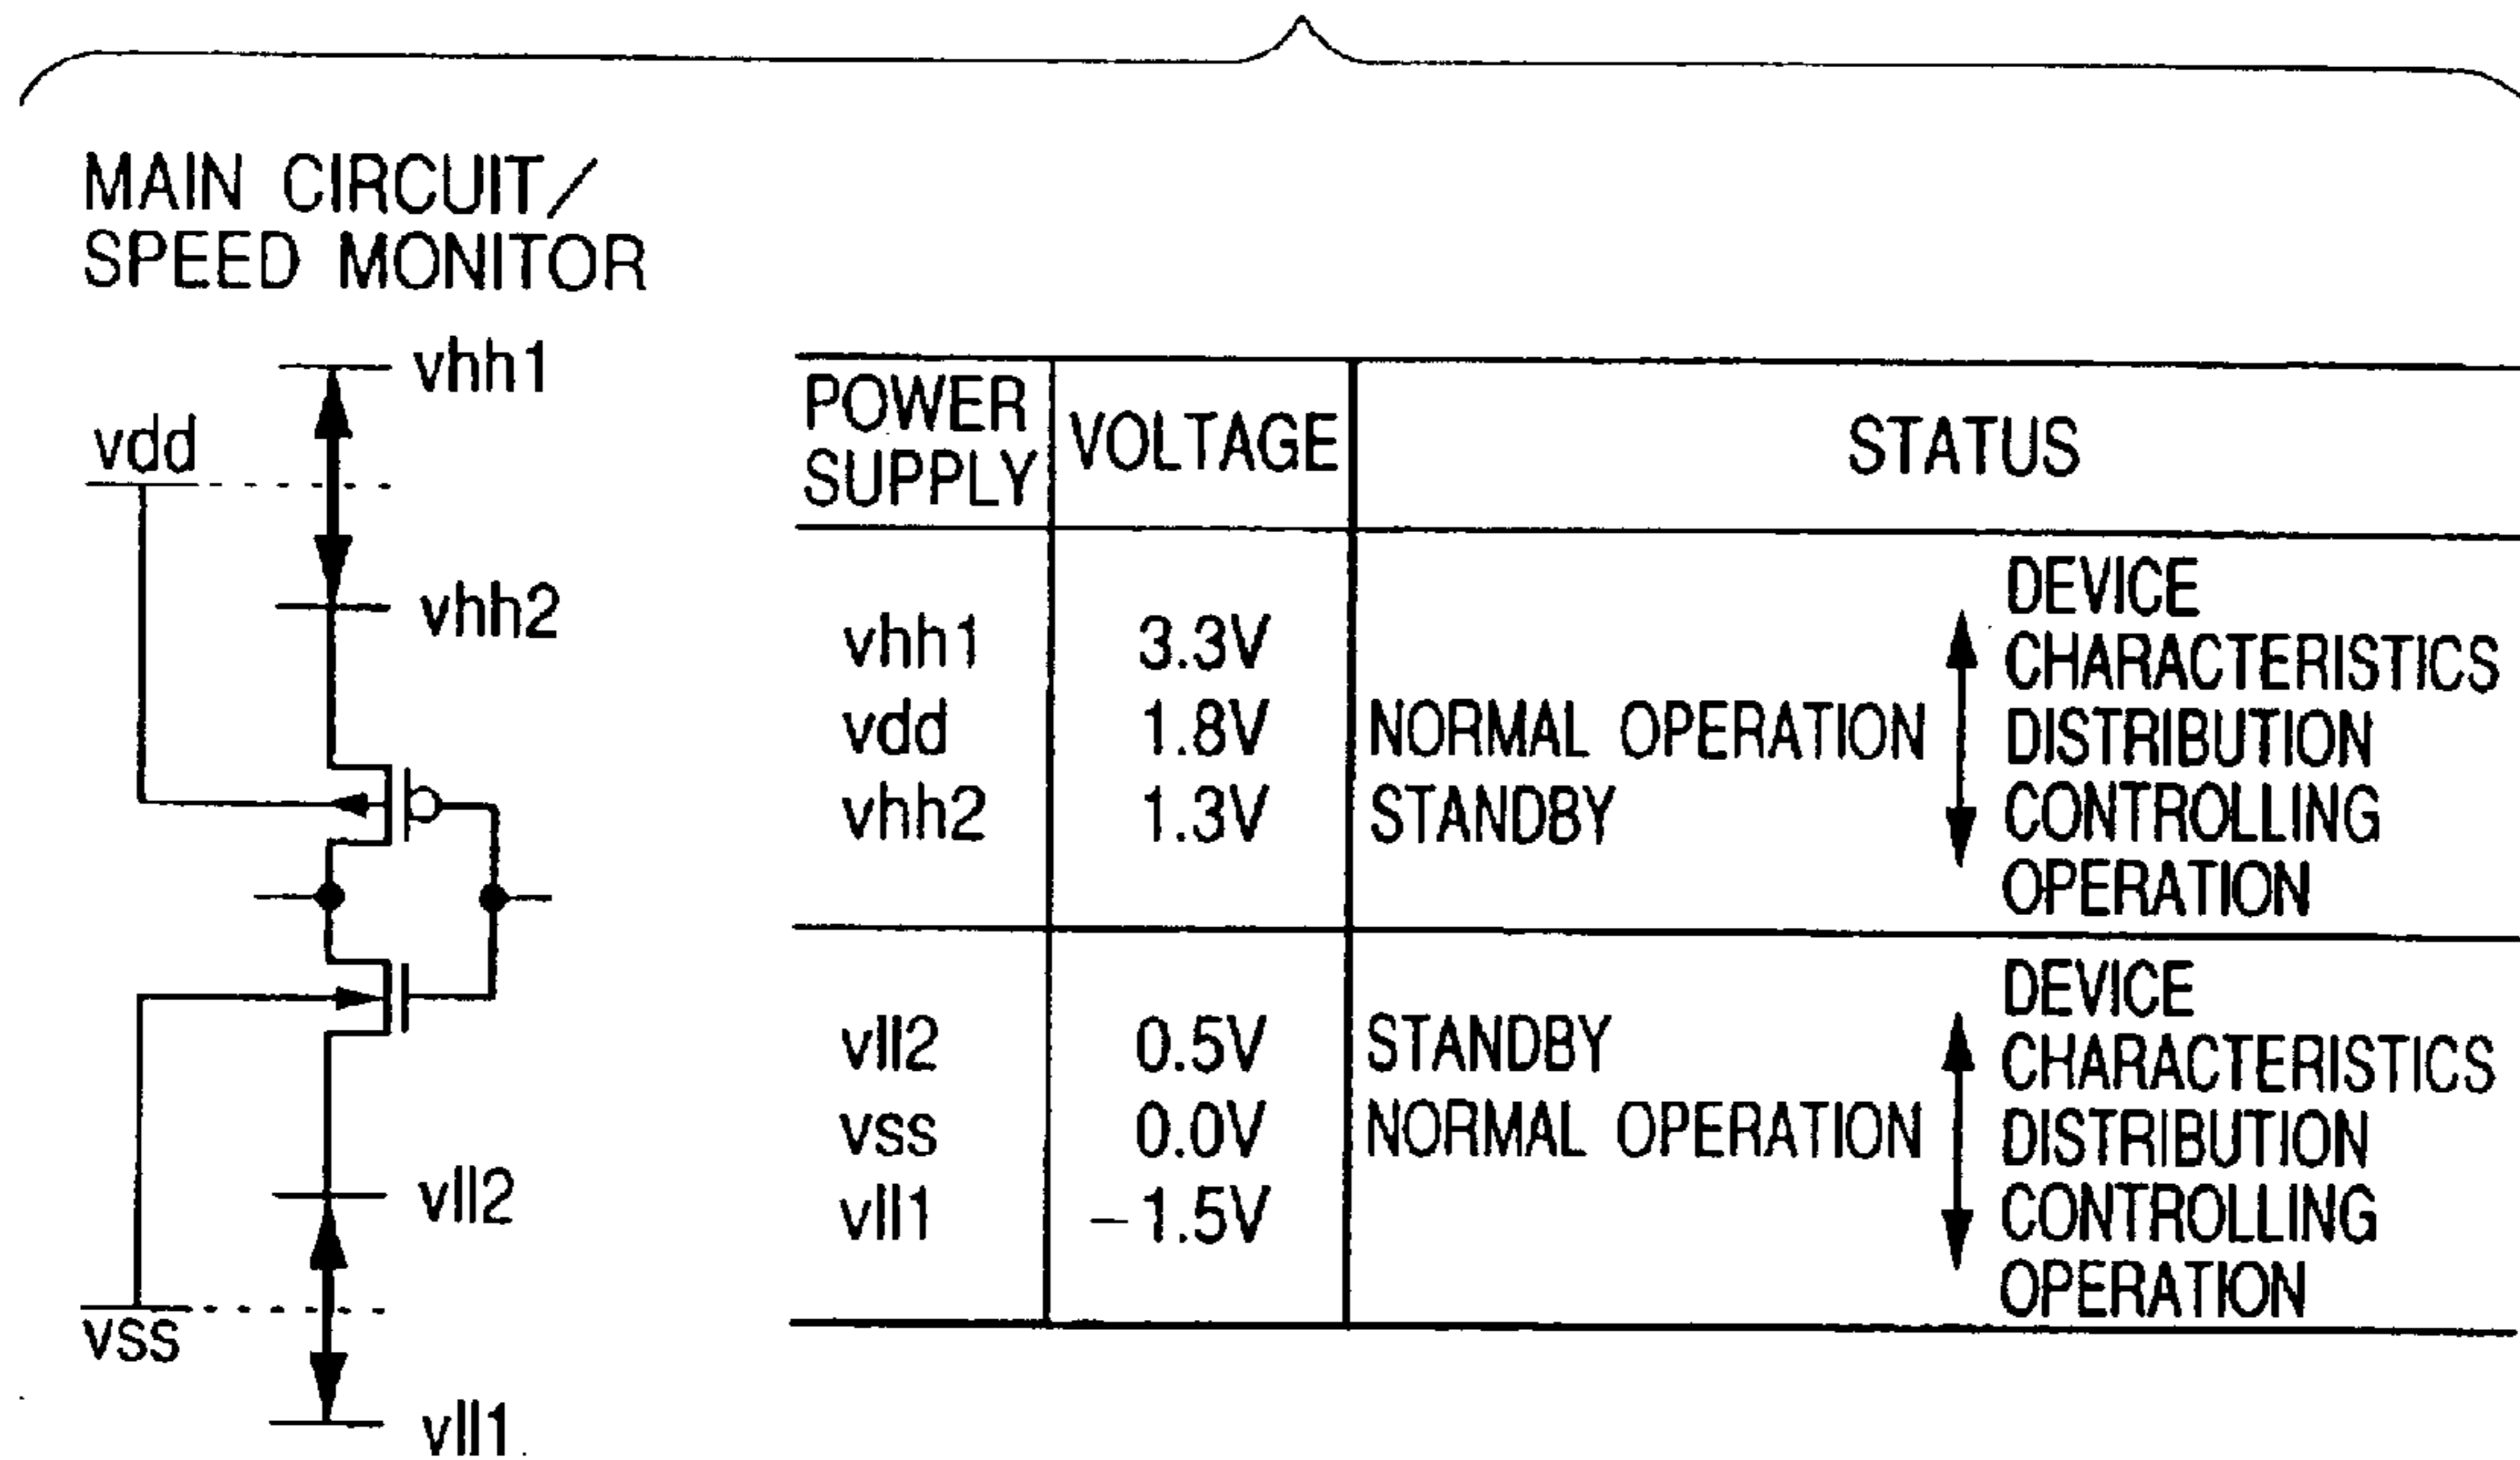 MAIN CIRCUIT/
SPEED MONITOR
vhh1
vdd
vhh2
vll2
vss
vll1
POWER SUPPLY VOLTAGE STATUS
vhh1 3.3V
vdd 1.8V NORMAL OPERATION
vhh2 1.3V STANDBY
DEVICE
CHARACTERISTICS
DISTRIBUTION
CONTROLLING
OPERATION
vll2 0.5V STANDBY
vss 0.0V NORMAL OPERATION
vll1 −1.5V
DEVICE
CHARACTERISTICS
DISTRIBUTION
CONTROLLING
OPERATION